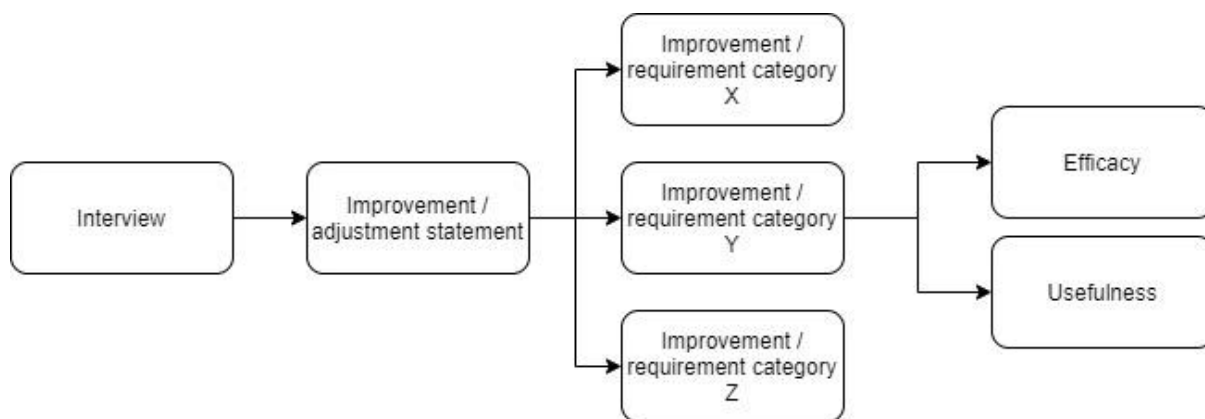 Interview
Improvement /
adjustment statement
Improvement /
requirement category
X
Improvement /
requirement category
Y
Improvement /
requirement category
Z
Efficacy
Usefulness